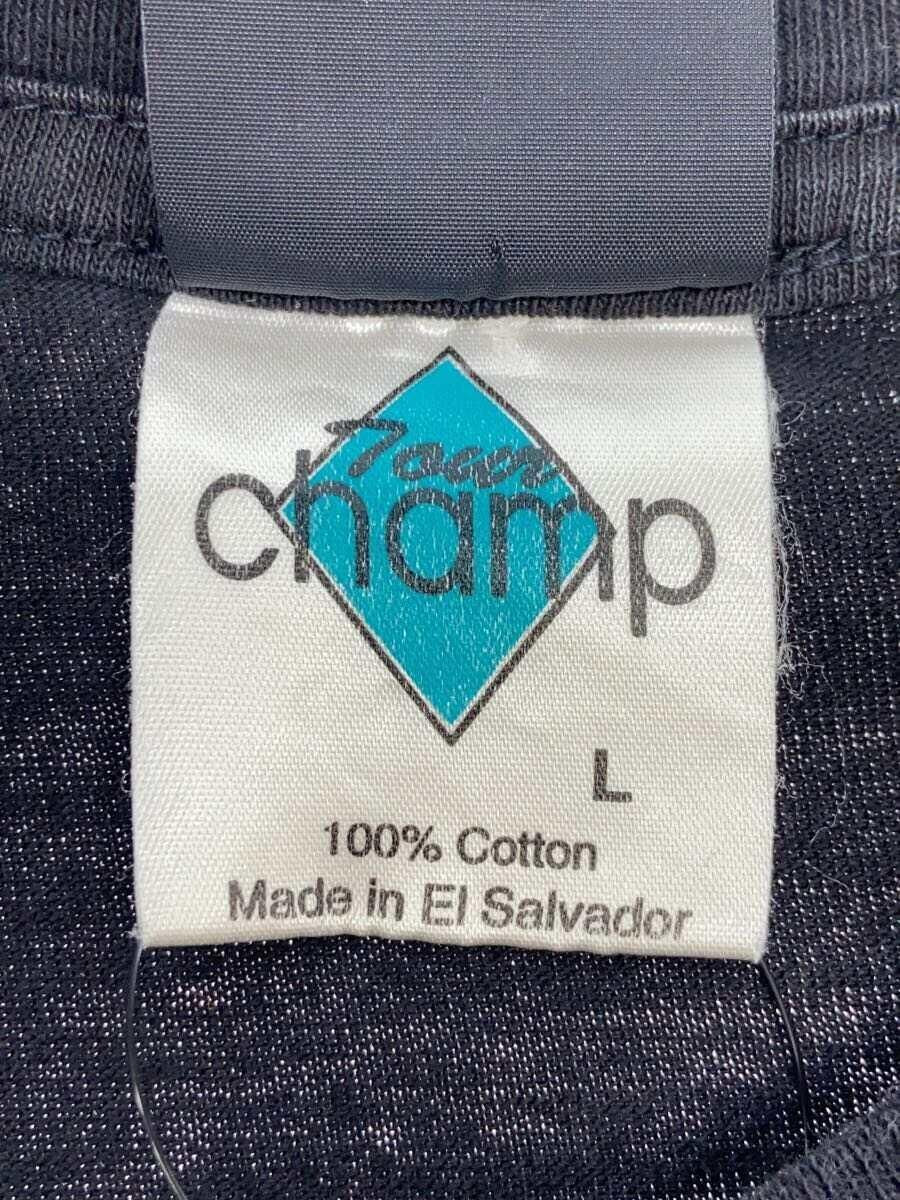 Tour
champ
L
100% Cotton
Made in El Salvador